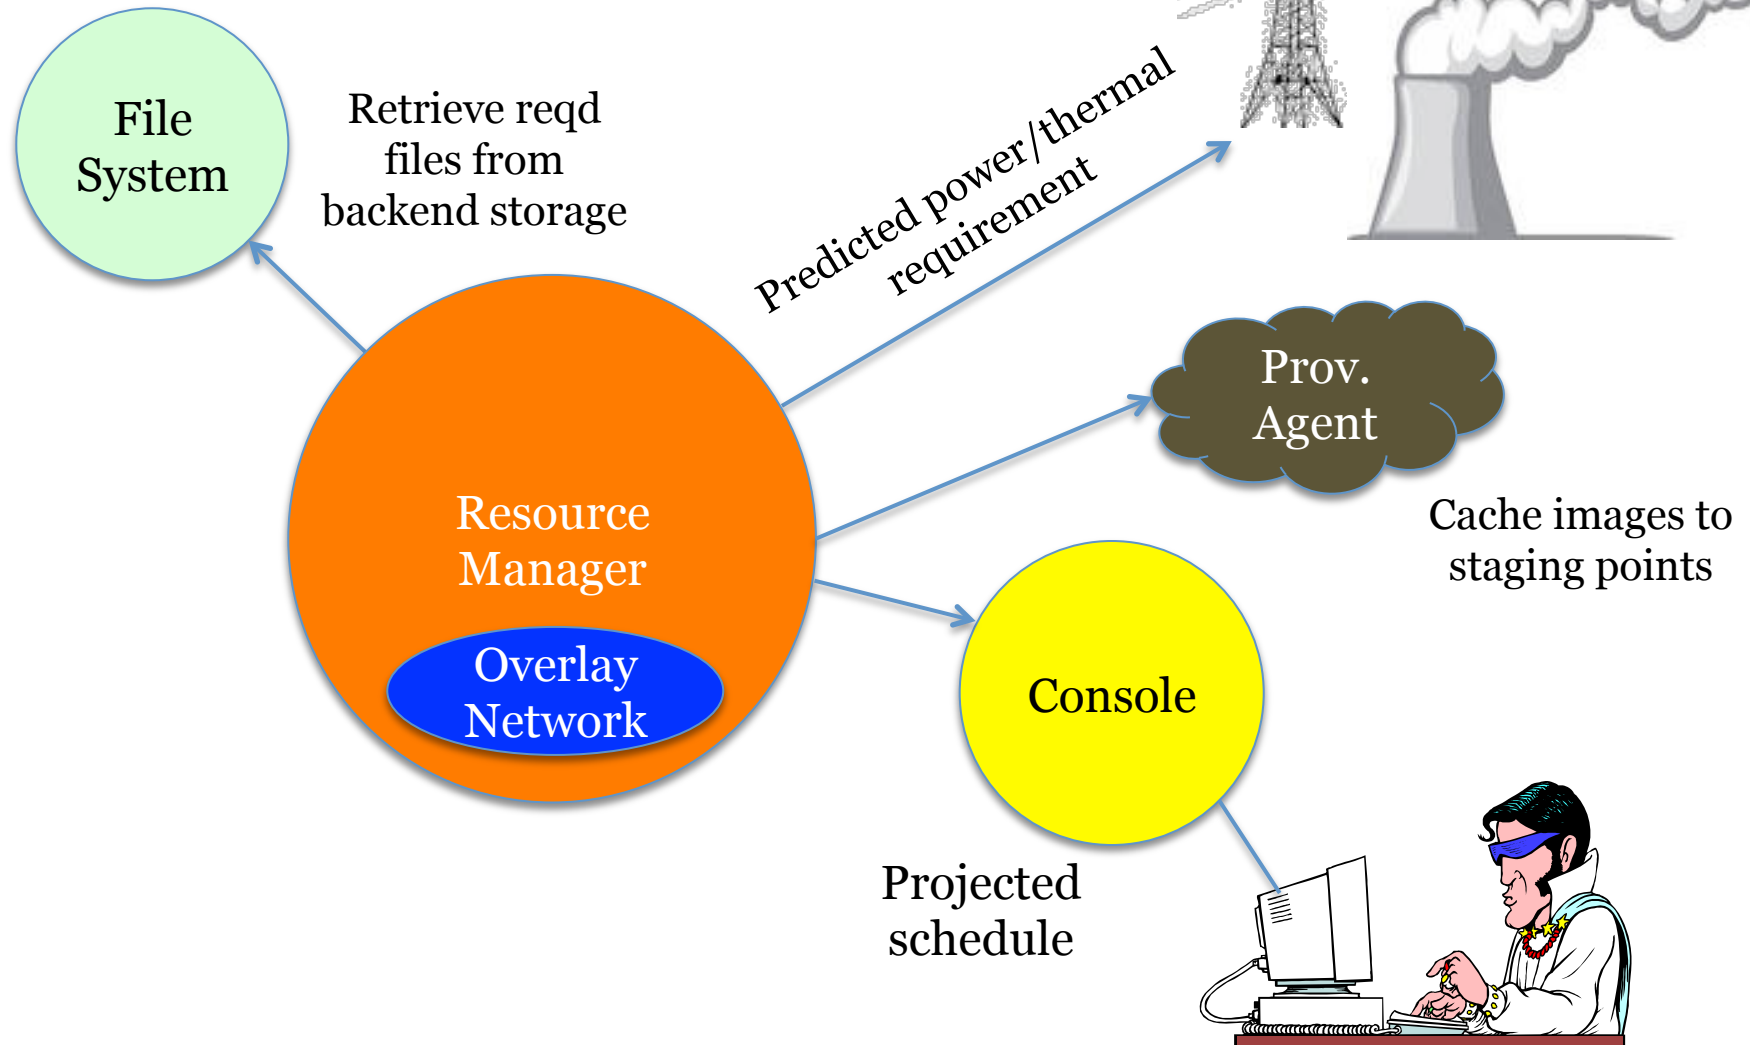 File
System
Retrieve reqd
files from
backend storage
Predicted power/thermal
requirement
Prov.
Agent
Cache images to
staging points
Resource
Manager
Overlay
Network
Console
Projected
schedule